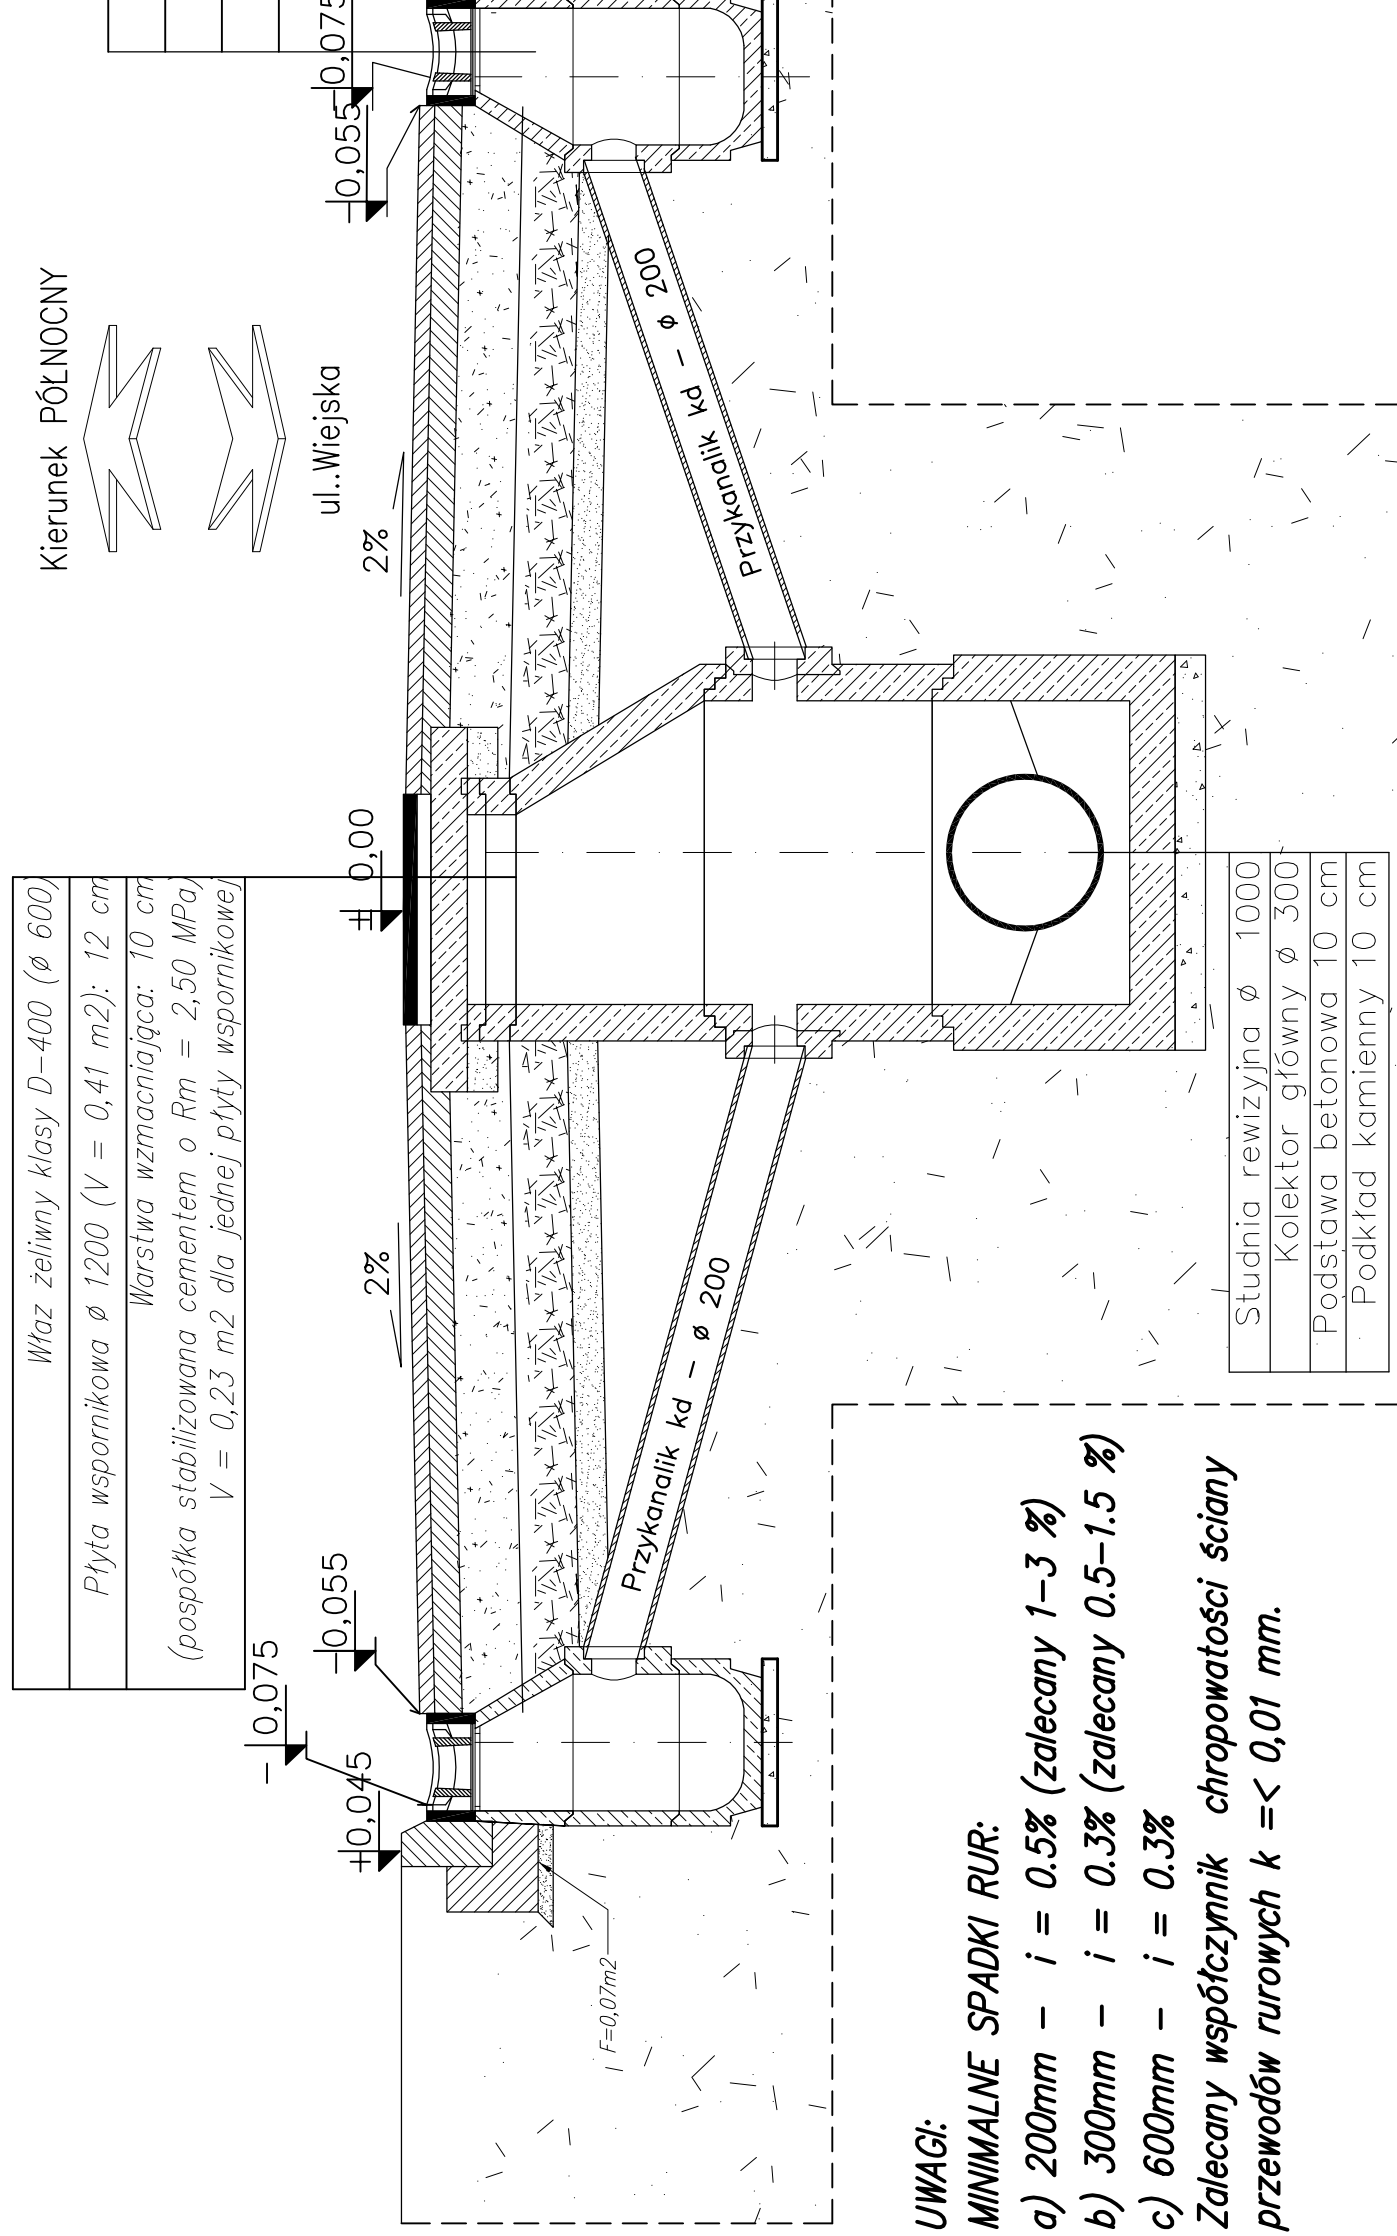 Właz żeliwny klasy D-400 (ø 600)
Płyta wspornikowa ø 1200 (V = 0,41 m2): 12 cm
Warstwa wzmacniająca: 10 cm
(pospółka stabilizowana cementem o Rm = 2,50 MPa)
V = 0,23 m2 dla jednej płyty wspornikowej
Kierunek PÓŁNOCNY
ul..Wiejska
- 0,075
+0,045
-0,055
2%
± 0,00
2%
-0,055
-0,075
Przykanalik kd - ø 200
Przykanalik kd - ø 200
F=0,07m2
Studnia rewizyjna ø 1000
Kolektor główny ø 300
Podstawa betonowa 10 cm
Podkład kamienny 10 cm
UWAGI:
MINIMALNE SPADKI RUR:
a) 200mm - i = 0.5% (zalecany 1-3 %)
b) 300mm - i = 0.3% (zalecany 0.5-1.5 %)
c) 600mm - i = 0.3%
Zalecany współczynnik chropowatości ściany
przewodów rurowych k =< 0,01 mm.